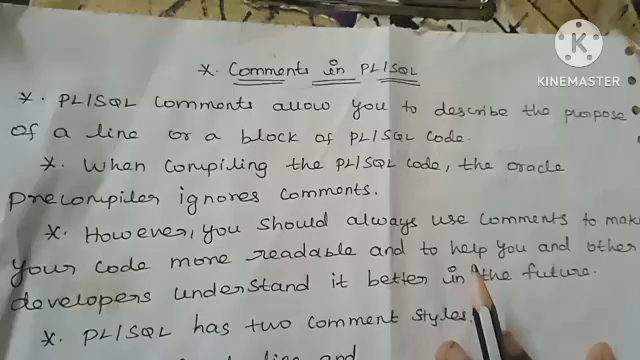 *. Comments in PL/SQL
KINEMASTER
*. PL/SQL comments allow you to describe the purpose
of a line or a block of PL/SQL code.
*. When compiling the PL/SQL code, the oracle
precompiler ignores comments.
*. However, you should always use comments to make
your code more readable and to help you and other
developers understand it better in the future.
*. PL/SQL has two comment styles.
line and